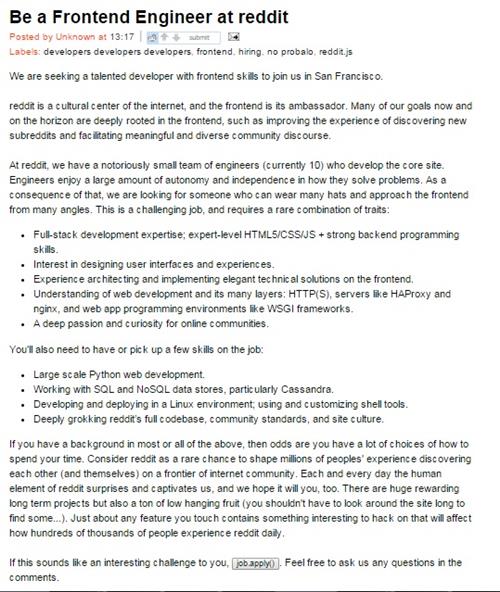 Be a Frontend Engineer at reddit
Posted by Unknown at 13:17 submit
Labels: developers developers developers, frontend, hiring, no probalo, reddit.js
We are seeking a talented developer with frontend skills to join us in San Francisco.
reddit is a cultural center of the internet, and the frontend is its ambassador. Many of our goals now and
on the horizon are deeply rooted in the frontend, such as improving the experience of discovering new
subreddits and facilitating meaningful and diverse community discourse.
At reddit, we have a notoriously small team of engineers (currently 10) who develop the core site.
Engineers enjoy a large amount of autonomy and independence in how they solve problems. As a
consequence of that, we are looking for someone who can wear many hats and approach the frontend
from many angles. This is a challenging job, and requires a rare combination of traits:
• Full-stack development expertise; expert-level HTML5/CSS/JS + strong backend programming
skills.
• Interest in designing user interfaces and experiences.
• Experience architecting and implementing elegant technical solutions on the frontend.
• Understanding of web development and its many layers: HTTP(S), servers like HAProxy and
nginx, and web app programming environments like WSGI frameworks.
• A deep passion and curiosity for online communities.
You'll also need to have or pick up a few skills on the job:
• Large scale Python web development.
• Working with SQL and NoSQL data stores, particularly Cassandra.
• Developing and deploying in a Linux environment; using and customizing shell tools.
• Deeply grokking reddit's full codebase, community standards, and site culture.
If you have a background in most or all of the above, then odds are you have a lot of choices of how to
spend your time. Consider reddit as a rare chance to shape millions of peoples' experience discovering
each other (and themselves) on a frontier of internet community. Each and every day the human
element of reddit surprises and captivates us, and we hope it will you, too. There are huge rewarding
long term projects but also a ton of low hanging fruit (you shouldn't have to look around the site long to
find some...). Just about any feature you touch contains something interesting to hack on that will affect
how hundreds of thousands of people experience reddit daily.
If this sounds like an interesting challenge to you, job.apply() . Feel free to ask us any questions in the
comments.